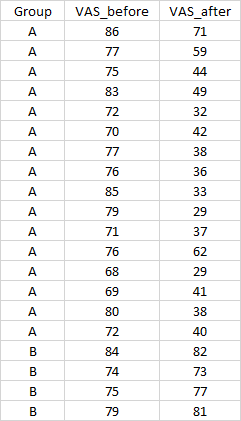 Group VAS_before VAS_after
A 86 71
A 77 59
A 75 44
A 83 49
A 72 32
A 70 42
A 77 38
A 76 36
A 85 33
A 79 29
A 71 37
A 76 62
A 68 29
A 69 41
A 80 38
A 72 40
B 84 82
B 74 73
B 75 77
B 79 81